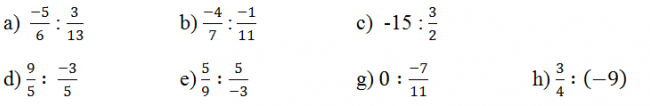 a) -5/6 : 3/13 b) -4/7 : -1/11 c) -15 : 3/2
d) 9/5 : -3/5 e) 5/9 : 5/-3 g) 0 : -7/11 h) 3/4 : (−9)